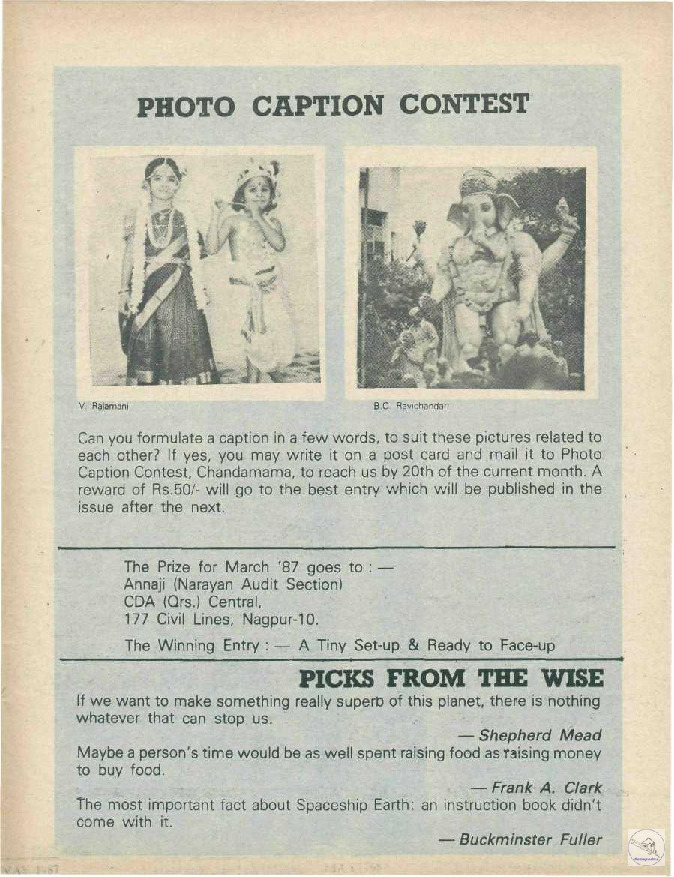 PHOTO CAPTION CONTEST
V. Rajamani
B.C. Ravichandar
Can you formulate a caption in a few words, to suit these pictures related to
each other? If yes, you may write it on a post card and mail it to Photo
Caption Contest, Chandamama, to reach us by 20th of the current month. A
reward of Rs.50/- will go to the best entry which will be published in the
issue after the next.
The Prize for March '87 goes to : —
Annaji (Narayan Audit Section)
CDA (Qrs.) Central,
177 Civil Lines, Nagpur-10.
The Winning Entry : — A Tiny Set-up & Ready to Face-up
PICKS FROM THE WISE
If we want to make something really superb of this planet, there is nothing
whatever that can stop us.
— Shepherd Mead
Maybe a person's time would be as well spent raising food as raising money
to buy food.
— Frank A. Clark
The most important fact about Spaceship Earth: an instruction book didn't
come with it.
— Buckminster Fuller